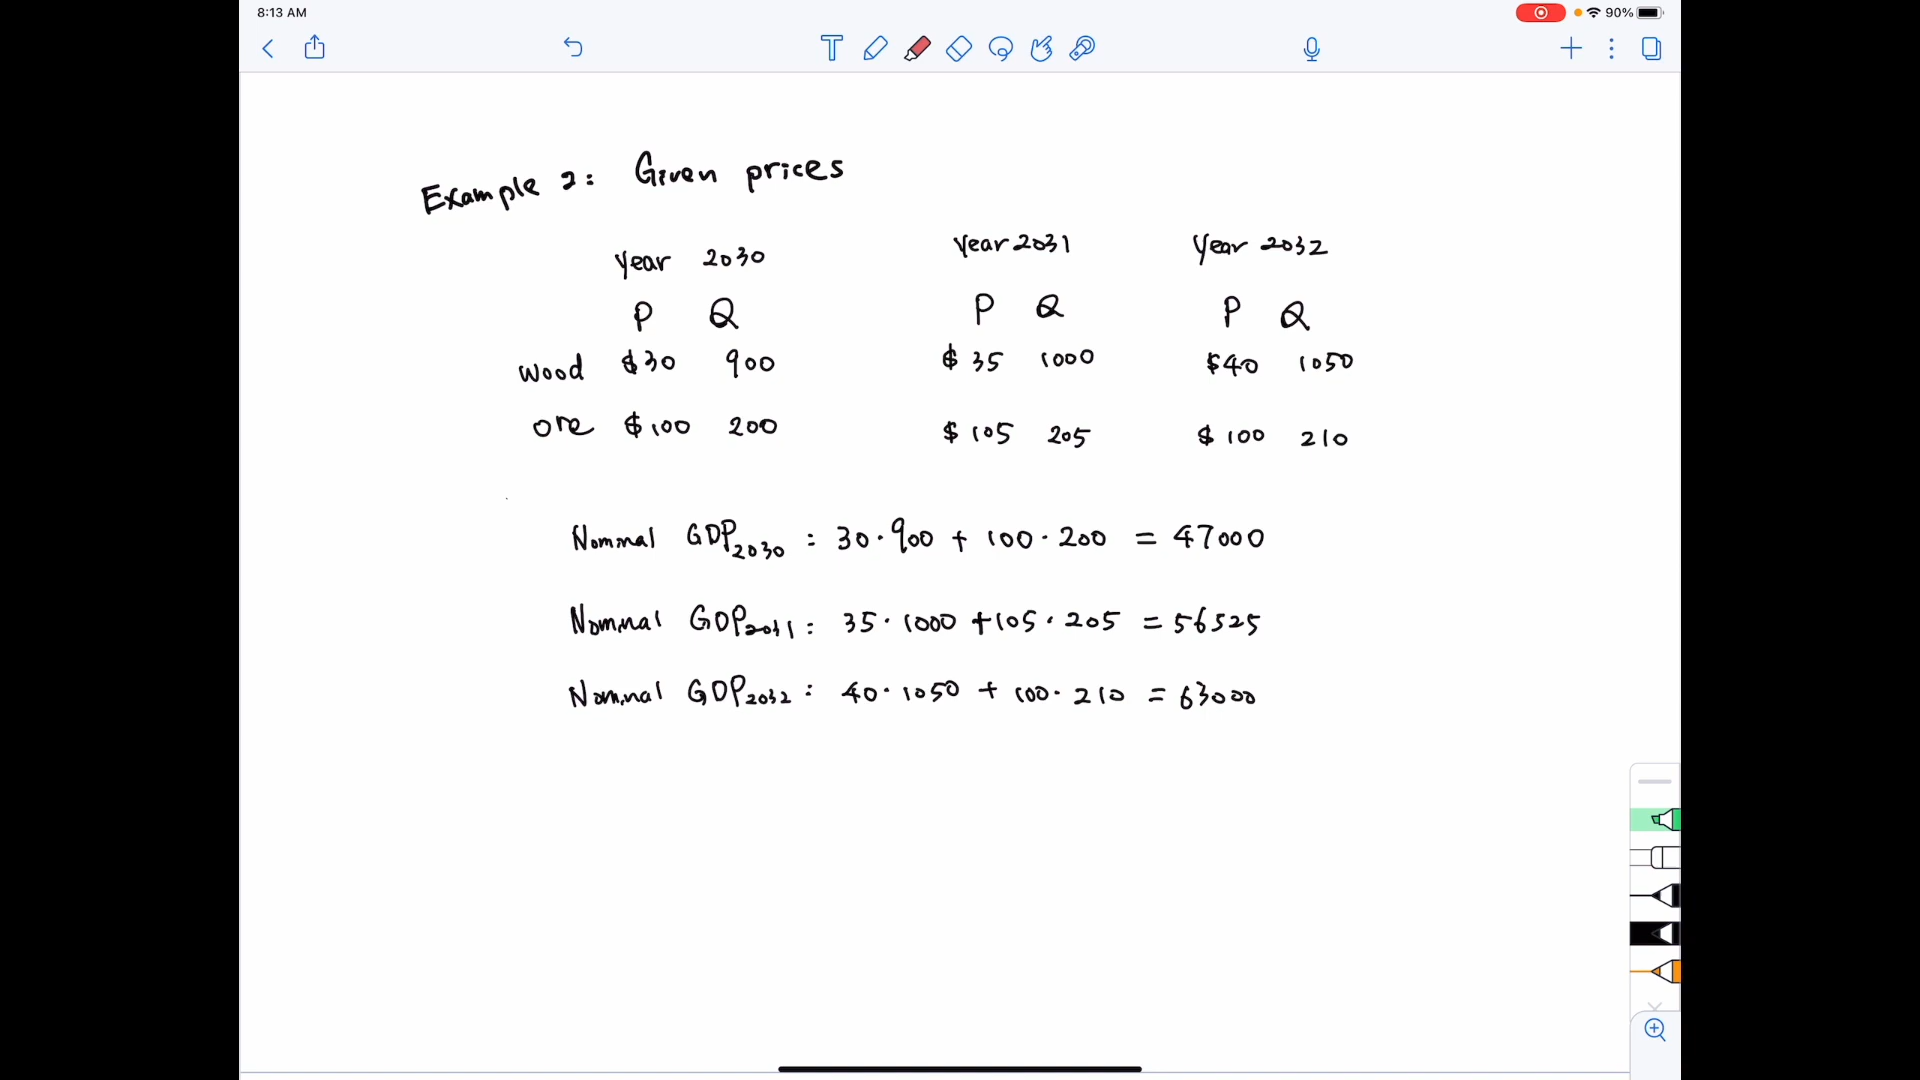 8:13 AM 90%
Example 2: Given prices
Year 2030 Year 2031 Year 2032
P Q P Q P Q
wood $30 900 $35 1000 $40 1050
ore $100 200 $105 205 $100 210
Nominal GDP2030 : 30·900 + 100·200 = 47000
Nominal GDP2031 : 35·1000 +105·205 = 56525
Nominal GDP2032 : 40·1050 + 100·210 = 63000